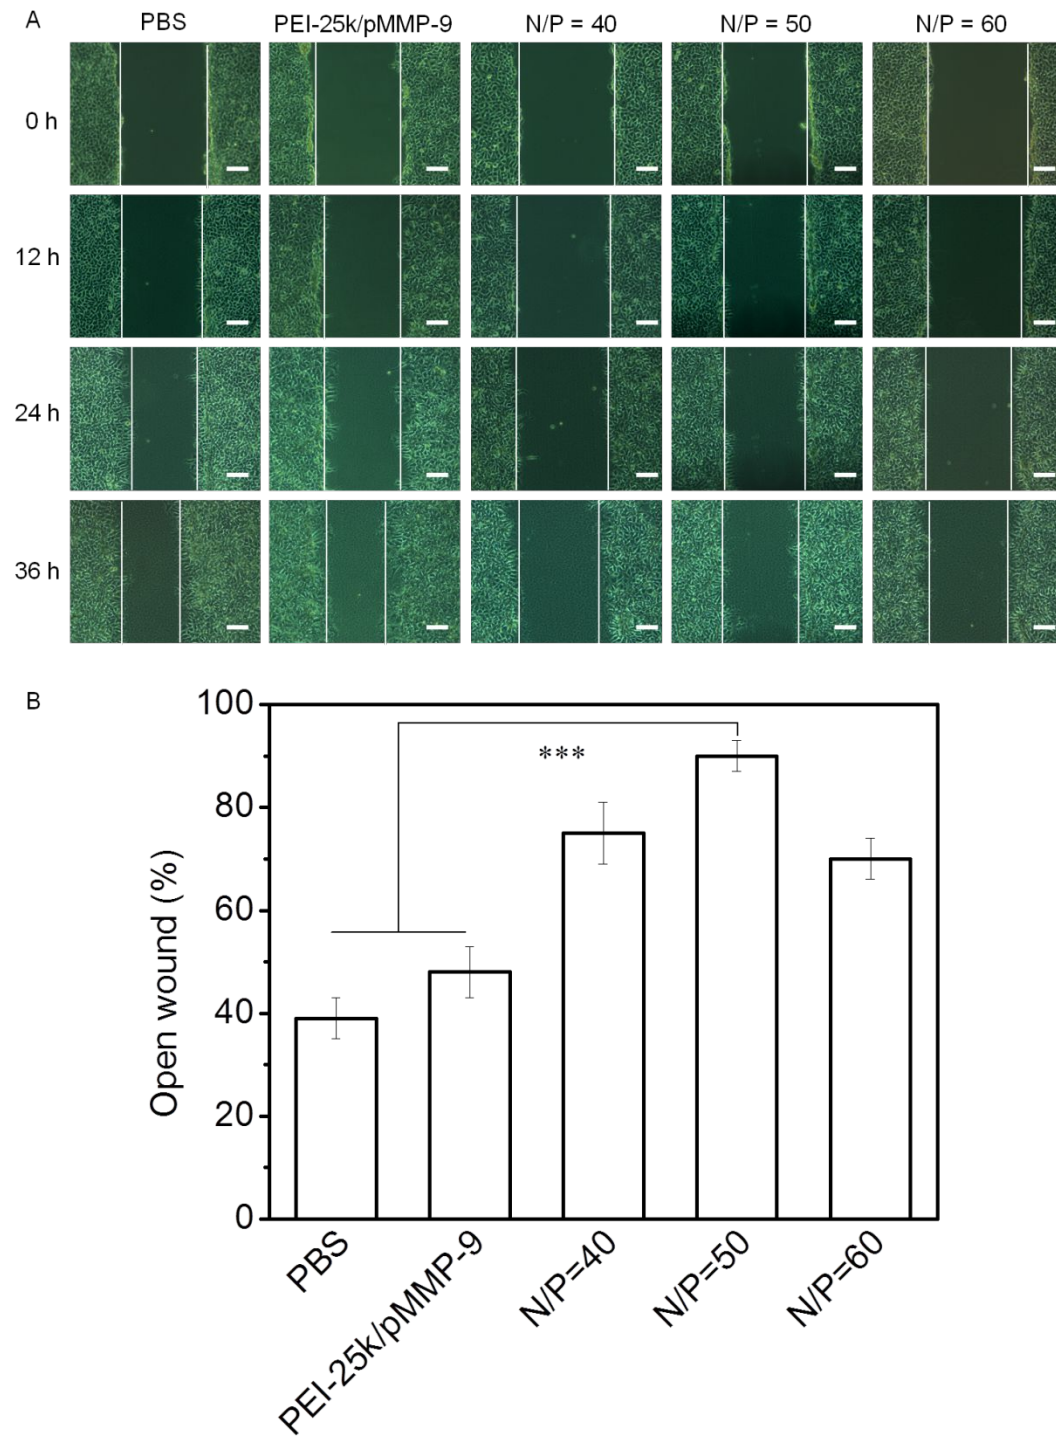 A
PBS PEI-25k/pMMP-9 N/P = 40 N/P = 50 N/P = 60
0 h
12 h
24 h
36 h
B
100
80
60
40
20
0
Open wound (%)
***
PBS
PEI-25k/pMMP-9
N/P=40
N/P=50
N/P=60